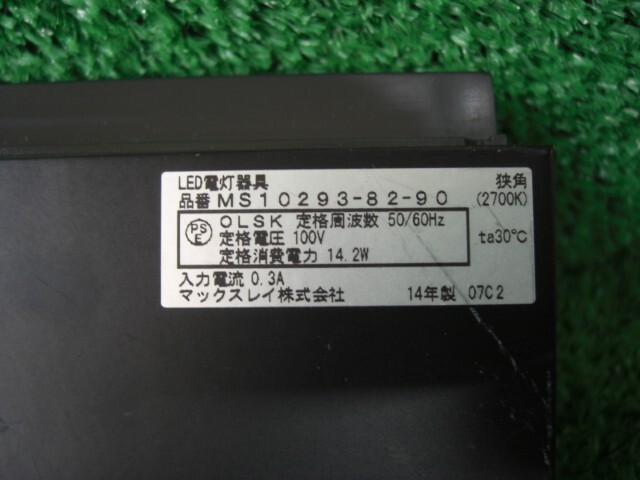 LED電灯器具 狭角
品番 MS10293-82-90 (2700K)
PSE OLSK 定格周波数 50/60Hz
定格電圧 100V ta30℃
定格消費電力 14.2W
入力電流 0.3A
マックスレイ株式会社 14年製 07C2